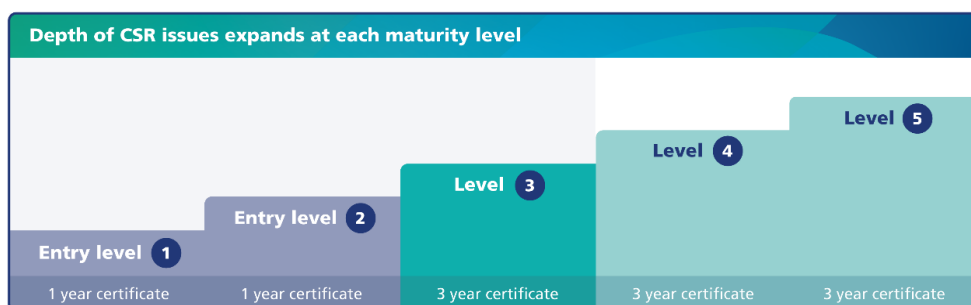 Depth of CSR issues expands at each maturity level
Level 5
Level 4
Level 3
Entry level 2
Entry level 1
1 year certificate
1 year certificate
3 year certificate
3 year certificate
3 year certificate